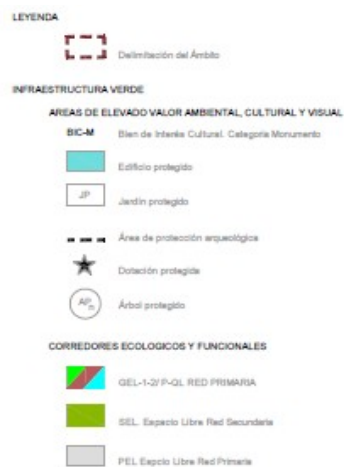 LEYENDA
Delimitación del Ámbito
INFRAESTRUCTURA VERDE
AREAS DE ELEVADO VALOR AMBIENTAL, CULTURAL Y VISUAL
BIC-M Bien de Interés Cultural. Categoría Monumento
Edificio protegido
JP Jardín protegido
Área de protección arqueológica
Dotación protegida
APn Árbol protegido
CORREDORES ECOLOGICOS Y FUNCIONALES
GEL-1-2/ P-QL RED PRIMARIA
SEL. Espacio Libre Red Secundaria
PEL Espcio Libre Red Primaria